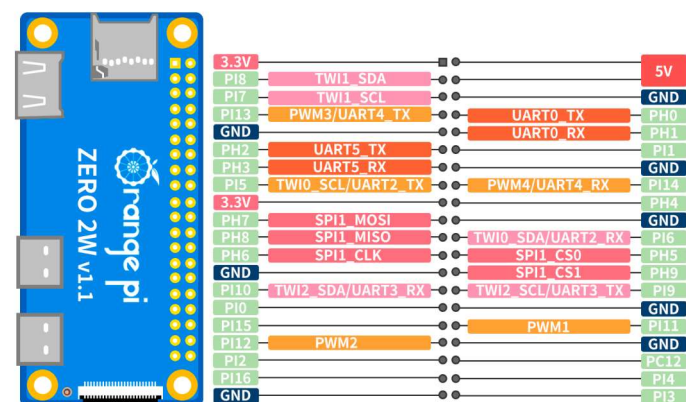 3.3V
5V
PI8 TWI1_SDA
PI7 TWI1_SCL GND
PI13 PWM3/UART4_TX UART0_TX PH0
GND UART0_RX PH1
PH2 UART5_TX PI1
PH3 UART5_RX GND
PI5 TWI0_SCL/UART2_TX PWM4/UART4_RX PI14
3.3V PH4
PH7 SPI1_MOSI GND
PH8 SPI1_MISO TWI0_SDA/UART2_RX PI6
PH6 SPI1_CLK SPI1_CS0 PH5
GND SPI1_CS1 PH9
PI10 TWI2_SDA/UART3_RX TWI2_SCL/UART3_TX PI9
PI0 GND
PI15 PWM1 PI11
PI12 PWM2 GND
PI2 PC12
PI16 PI4
GND PI3
Orange pi
ZERO 2W v1.1